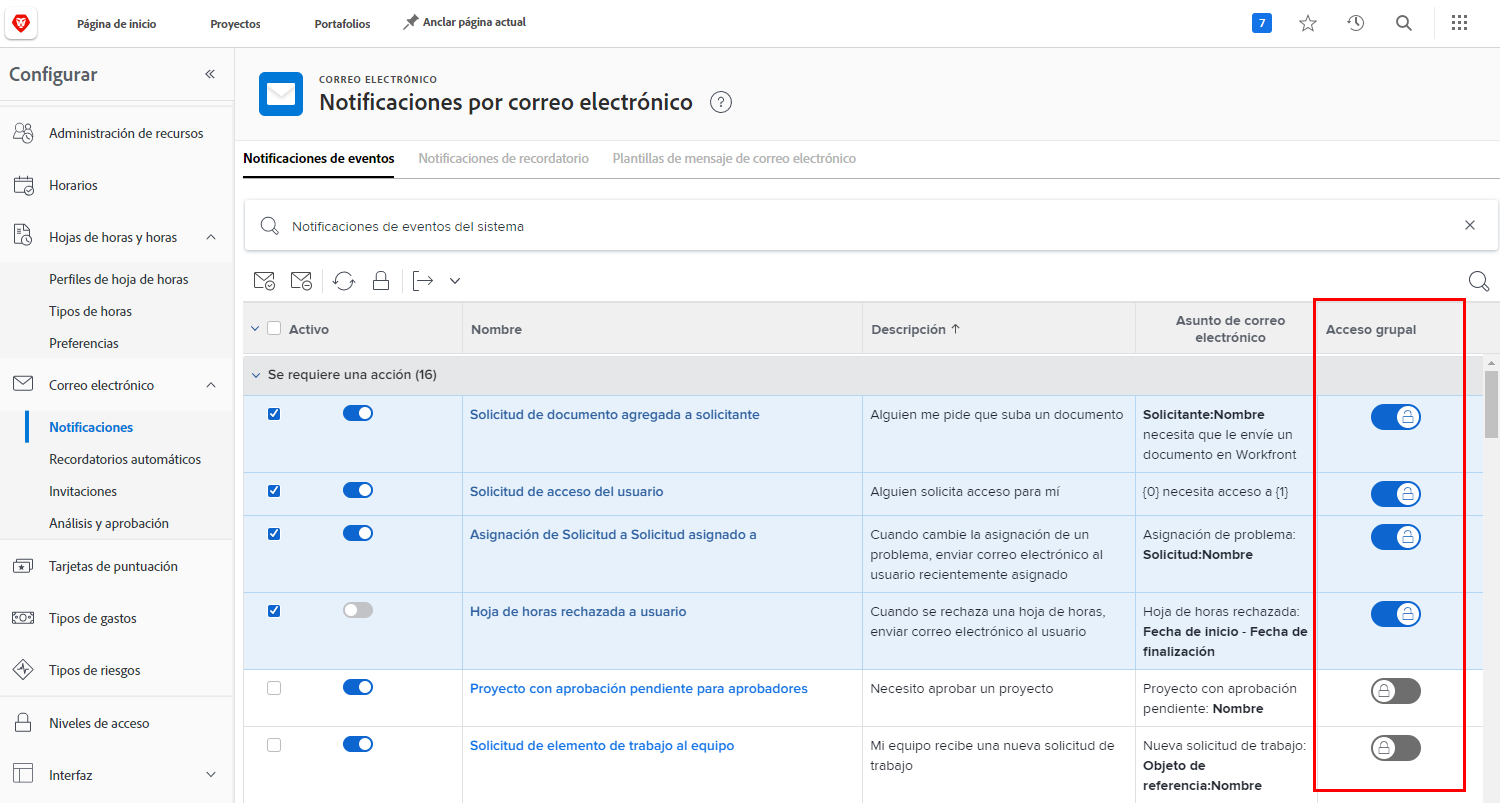 Página de inicio
Proyectos
Portafolios
Anclar página actual
7
Configurar
Administración de recursos
Horarios
Hojas de horas y horas
Perfiles de hoja de horas
Tipos de horas
Preferencias
Correo electrónico
Notificaciones
Recordatorios automáticos
Invitaciones
Análisis y aprobación
Tarjetas de puntuación
Tipos de gastos
Tipos de riesgos
Niveles de acceso
Interfaz
CORREO ELECTRÓNICO
Notificaciones por correo electrónico
?
Notificaciones de eventos
Notificaciones de recordatorio
Plantillas de mensaje de correo electrónico
Notificaciones de eventos del sistema
Activo
Nombre
Descripción
Asunto de correo
electrónico
Acceso grupal
Se requiere una acción (16)
Solicitud de documento agregada a solicitante
Alguien me pide que suba un documento
Solicitante:Nombre
necesita que le envíe un
documento en Workfront
Solicitud de acceso del usuario
Alguien solicita acceso para mí
{0} necesita acceso a {1}
Asignación de Solicitud a Solicitud asignado a
Cuando cambie la asignación de un
problema, enviar correo electrónico al
usuario recientemente asignado
Asignación de problema:
Solicitud:Nombre
Hoja de horas rechazada a usuario
Cuando se rechaza una hoja de horas,
enviar correo electrónico al usuario
Hoja de horas rechazada:
Fecha de inicio - Fecha de
finalización
Proyecto con aprobación pendiente para aprobadores
Necesito aprobar un proyecto
Proyecto con aprobación
pendiente: Nombre
Solicitud de elemento de trabajo al equipo
Mi equipo recibe una nueva solicitud de
trabajo
Nueva solicitud de trabajo:
Objeto de
referencia:Nombre